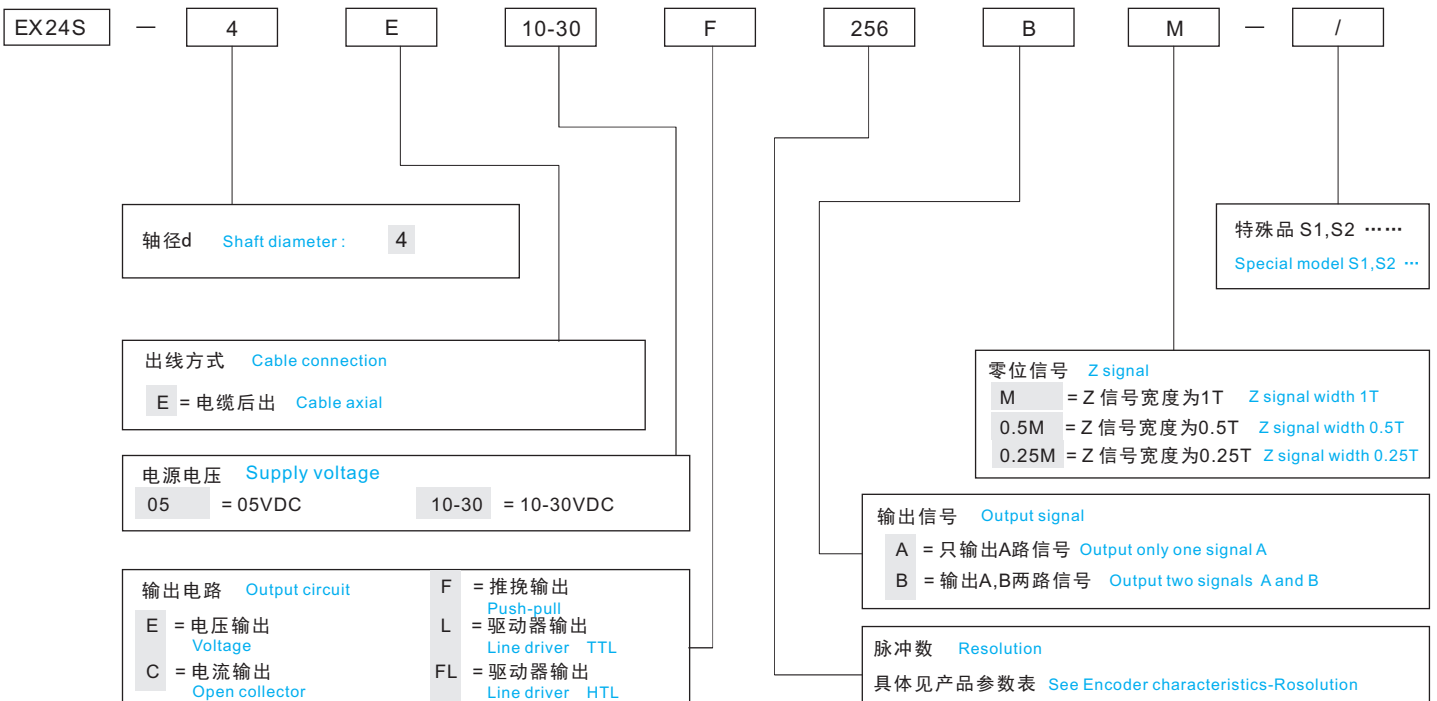 EX24S — 4 E 10-30 F 256 B M — /
轴径d Shaft diameter : 4
特殊品 S1,S2 ……
Special model S1,S2 …
出线方式 Cable connection
E = 电缆后出 Cable axial
零位信号 Z signal
M = Z 信号宽度为1T Z signal width 1T
0.5M = Z 信号宽度为0.5T Z signal width 0.5T
0.25M = Z 信号宽度为0.25T Z signal width 0.25T
电源电压 Supply voltage
05 = 05VDC 10-30 = 10-30VDC
输出信号 Output signal
A = 只输出A路信号 Output only one signal A
B = 输出A,B两路信号 Output two signals A and B
输出电路 Output circuit
E = 电压输出
Voltage
C = 电流输出
Open collector
F = 推挽输出
Push-pull
L = 驱动器输出
Line driver TTL
FL = 驱动器输出
Line driver HTL
脉冲数 Resolution
具体见产品参数表 See Encoder characteristics-Rosolution